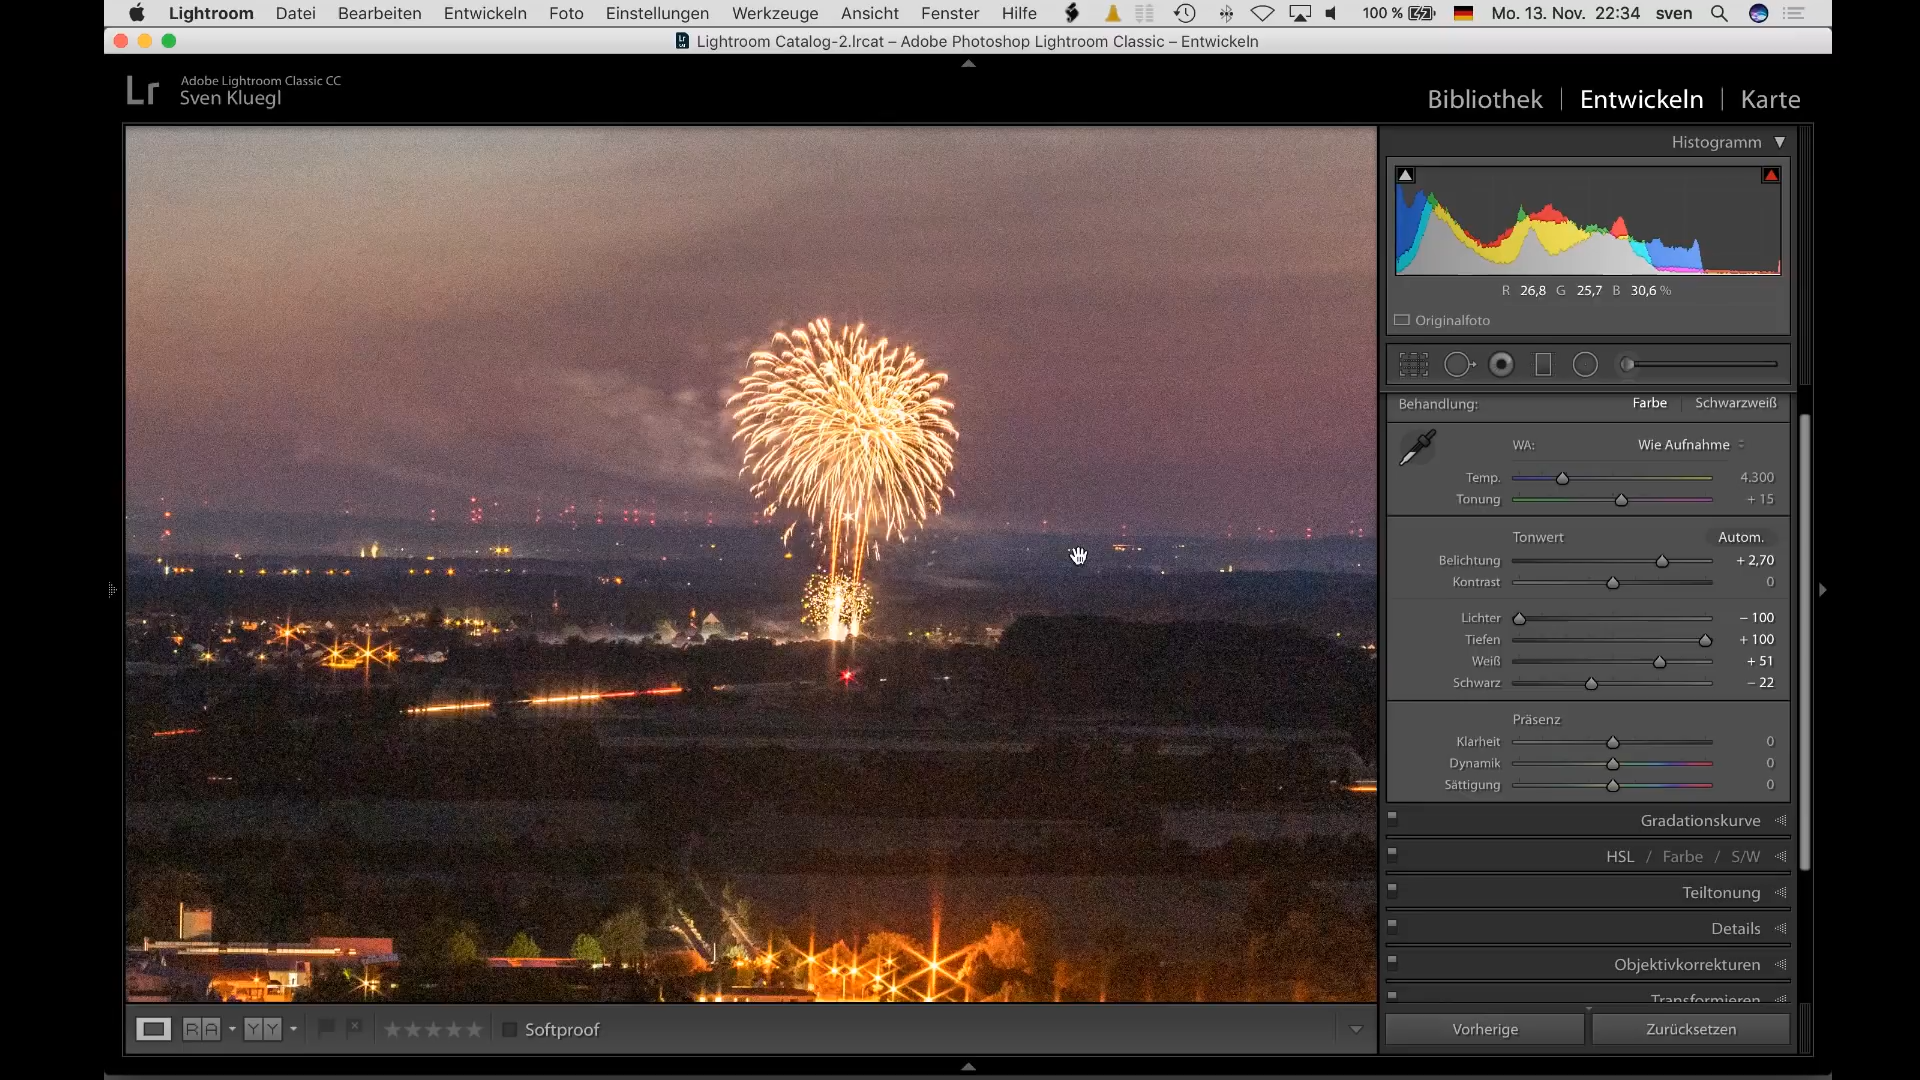 Lightroom Datei Bearbeiten Entwickeln Foto Einstellungen Werkzeuge Ansicht Fenster Hilfe 100 % Mo. 13. Nov. 22:34 sven
Lightroom Catalog-2.lrcat – Adobe Photoshop Lightroom Classic – Entwickeln
Lr
Adobe Lightroom Classic CC
Sven Kluegl
Bibliothek | Entwickeln | Karte
Histogramm
R 26,8 G 25,7 B 30,6 %
Originalfoto
Behandlung: Farbe | Schwarzweiß
WA: Wie Aufnahme
Temp. 4.300
Tonung + 15
Tonwert Autom.
Belichtung + 2,70
Kontrast 0
Lichter – 100
Tiefen + 100
Weiß + 51
Schwarz – 22
Präsenz
Klarheit 0
Dynamik 0
Sättigung 0
Gradationskurve
HSL / Farbe / S/W
Teiltonung
Details
Objektivkorrekturen
Transformieren
RA YY Softproof
Vorherige Zurücksetzen